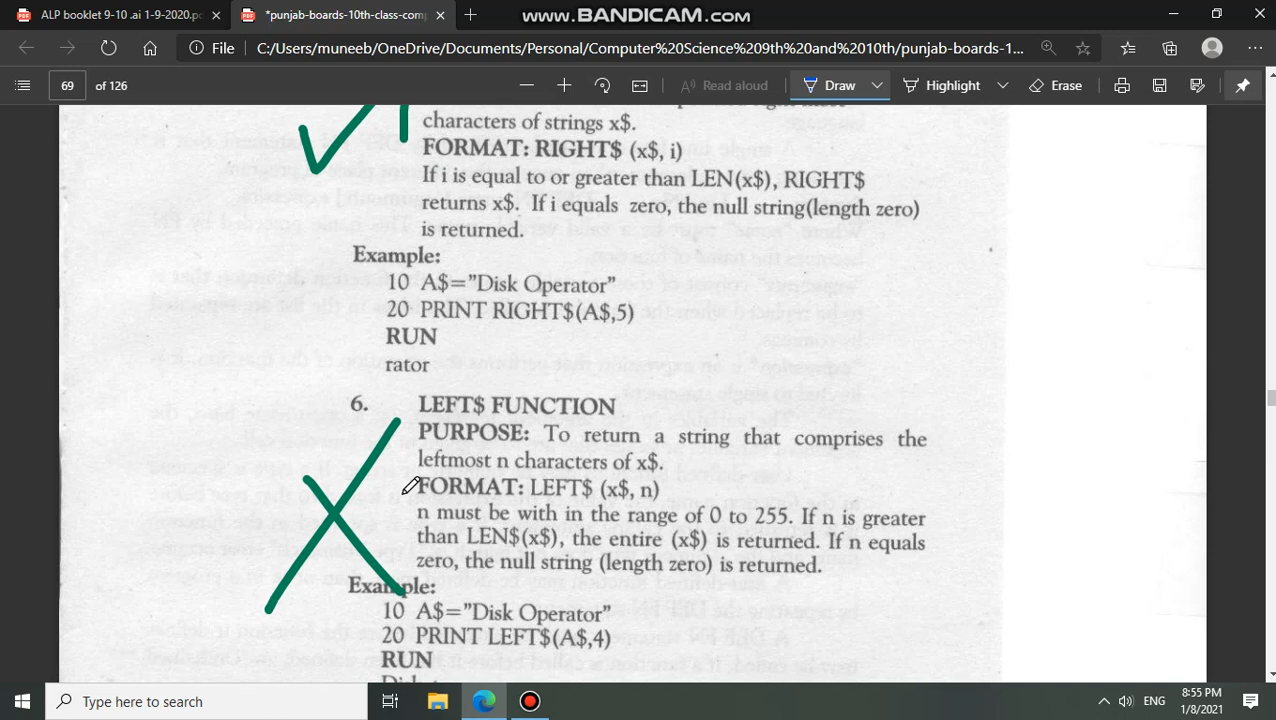 ALP booklet 9-10 .ai 1-9-2020.po
*punjab-boards-10th-class-com
www.BANDICAM.com
File
C:/Users/muneeb/OneDrive/Documents/Personal/Computer%20Science%209th%20and%2010th/punjab-boards-1...
69 of 126
Read aloud
Draw
Highlight
Erase
characters of strings x$.
FORMAT: RIGHT$ (x$, i)
If i is equal to or greater than LEN(x$), RIGHT$
returns x$. If i equals zero, the null string(length zero)
is returned.
Example:
10 A$="Disk Operator"
20 PRINT RIGHT$(A$,5)
RUN
rator
6. LEFT$ FUNCTION
PURPOSE: To return a string that comprises the
leftmost n characters of x$.
FORMAT: LEFT$ (x$, n)
n must be with in the range of 0 to 255. If n is greater
than LEN$(x$), the entire (x$) is returned. If n equals
zero, the null string (length zero) is returned.
Example:
10 A$="Disk Operator"
20 PRINT LEFT$(A$,4)
RUN
Type here to search
ENG
8:55 PM
1/8/2021